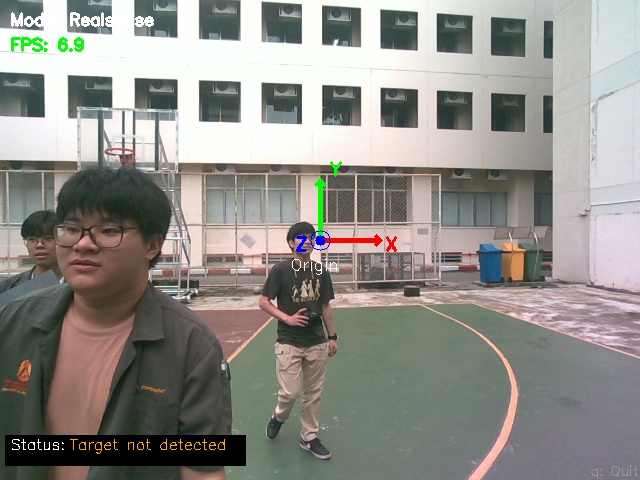 Mode: Realsense
FPS: 6.9
Y
Z
X
Origin
Status: Target not detected
q: Quit